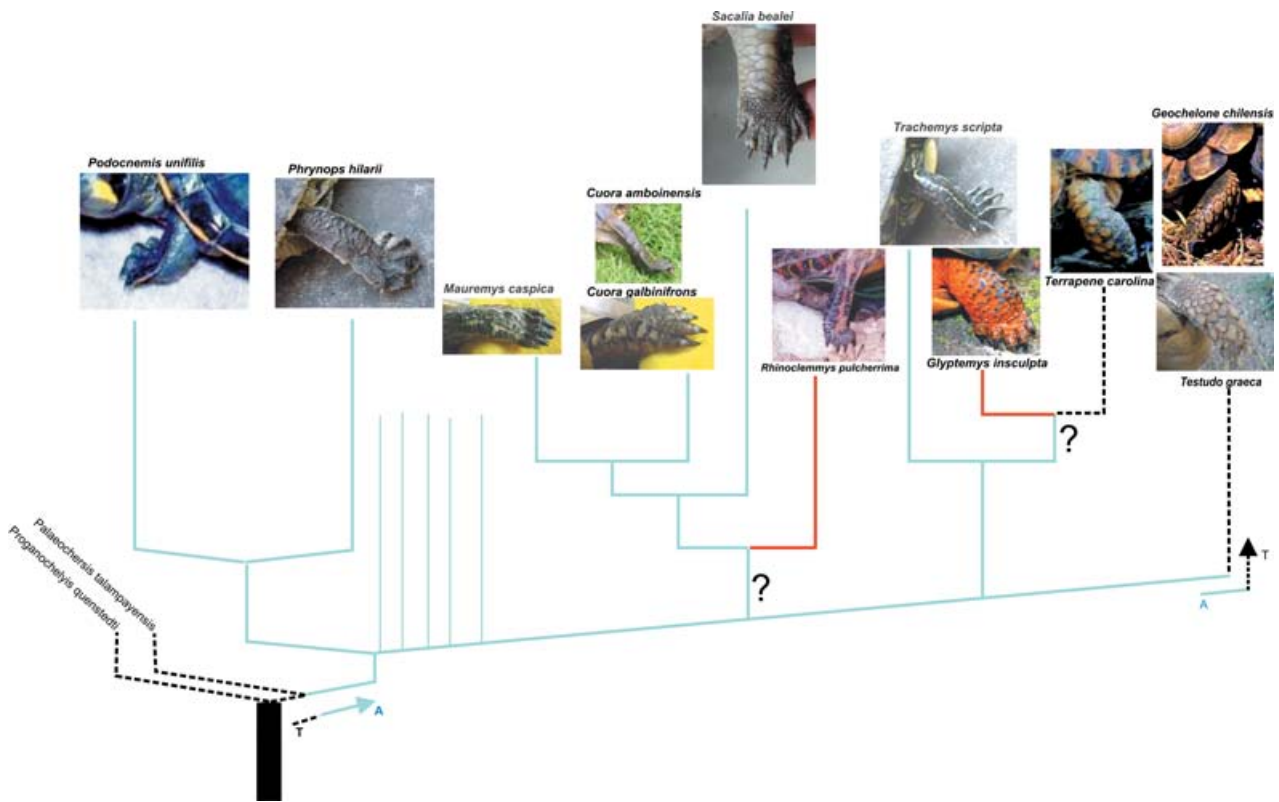 Sacalia bealei
Trachemys scripta
Geochelone chilensis
Podocnemis unifilis
Phrynops hilarii
Cuora amboinensis
Mauremys caspica
Cuora galbinifrons
Rhinoclemmys pulcherrima
Glyptemys insculpta
Terrapene carolina
Testudo graeca
?
?
Palaeochersis talampayensis
Proganochelyis quenstedti
T
A
T
A